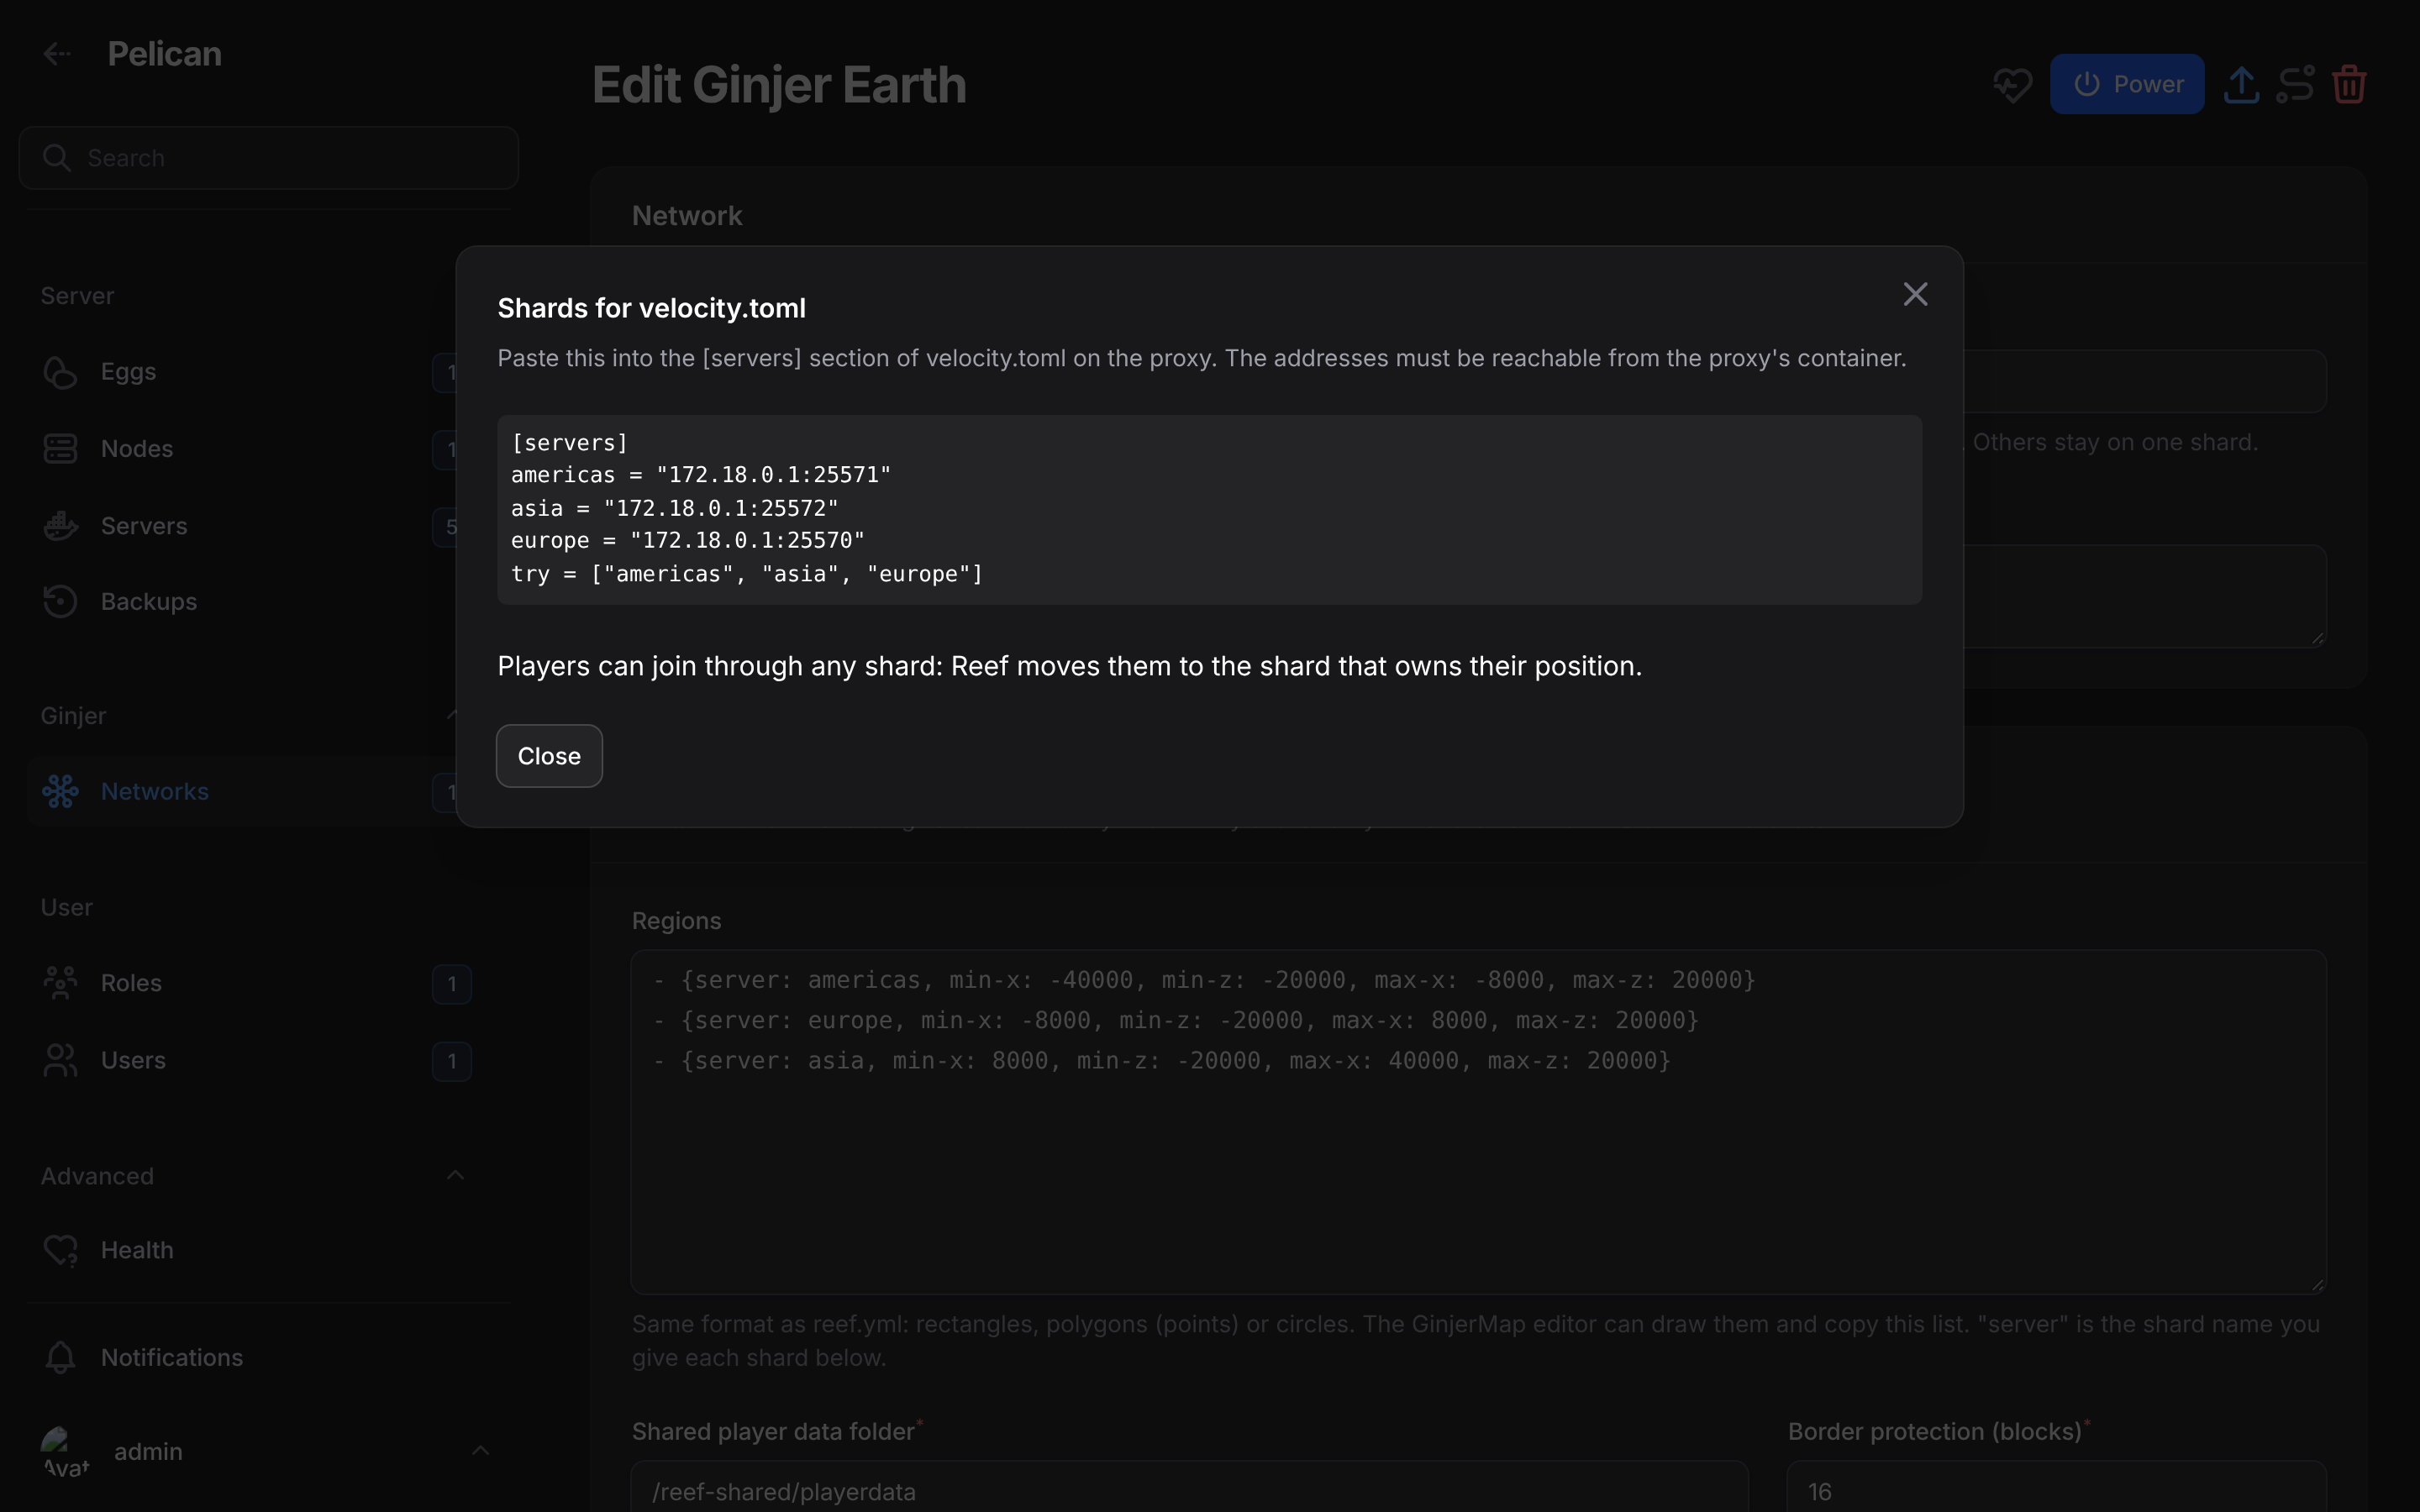 Pelican
Search
Server
Eggs
1
Nodes
1
Servers
5
Backups
Ginjer
Networks
1
User
Roles
1
Users
1
Advanced
Health
Notifications
Avat
admin
Edit Ginjer Earth
Power
Network
Others stay on one shard.
Shards for velocity.toml
Paste this into the [servers] section of velocity.toml on the proxy. The addresses must be reachable from the proxy's container.
[servers]
americas = "172.18.0.1:25571"
asia = "172.18.0.1:25572"
europe = "172.18.0.1:25570"
try = ["americas", "asia", "europe"]
Players can join through any shard: Reef moves them to the shard that owns their position.
Close
Regions
- {server: americas, min-x: -40000, min-z: -20000, max-x: -8000, max-z: 20000}
- {server: europe, min-x: -8000, min-z: -20000, max-x: 8000, max-z: 20000}
- {server: asia, min-x: 8000, min-z: -20000, max-x: 40000, max-z: 20000}
Same format as reef.yml: rectangles, polygons (points) or circles. The GinjerMap editor can draw them and copy this list. "server" is the shard name you
give each shard below.
Shared player data folder*
/reef-shared/playerdata
Border protection (blocks)*
16